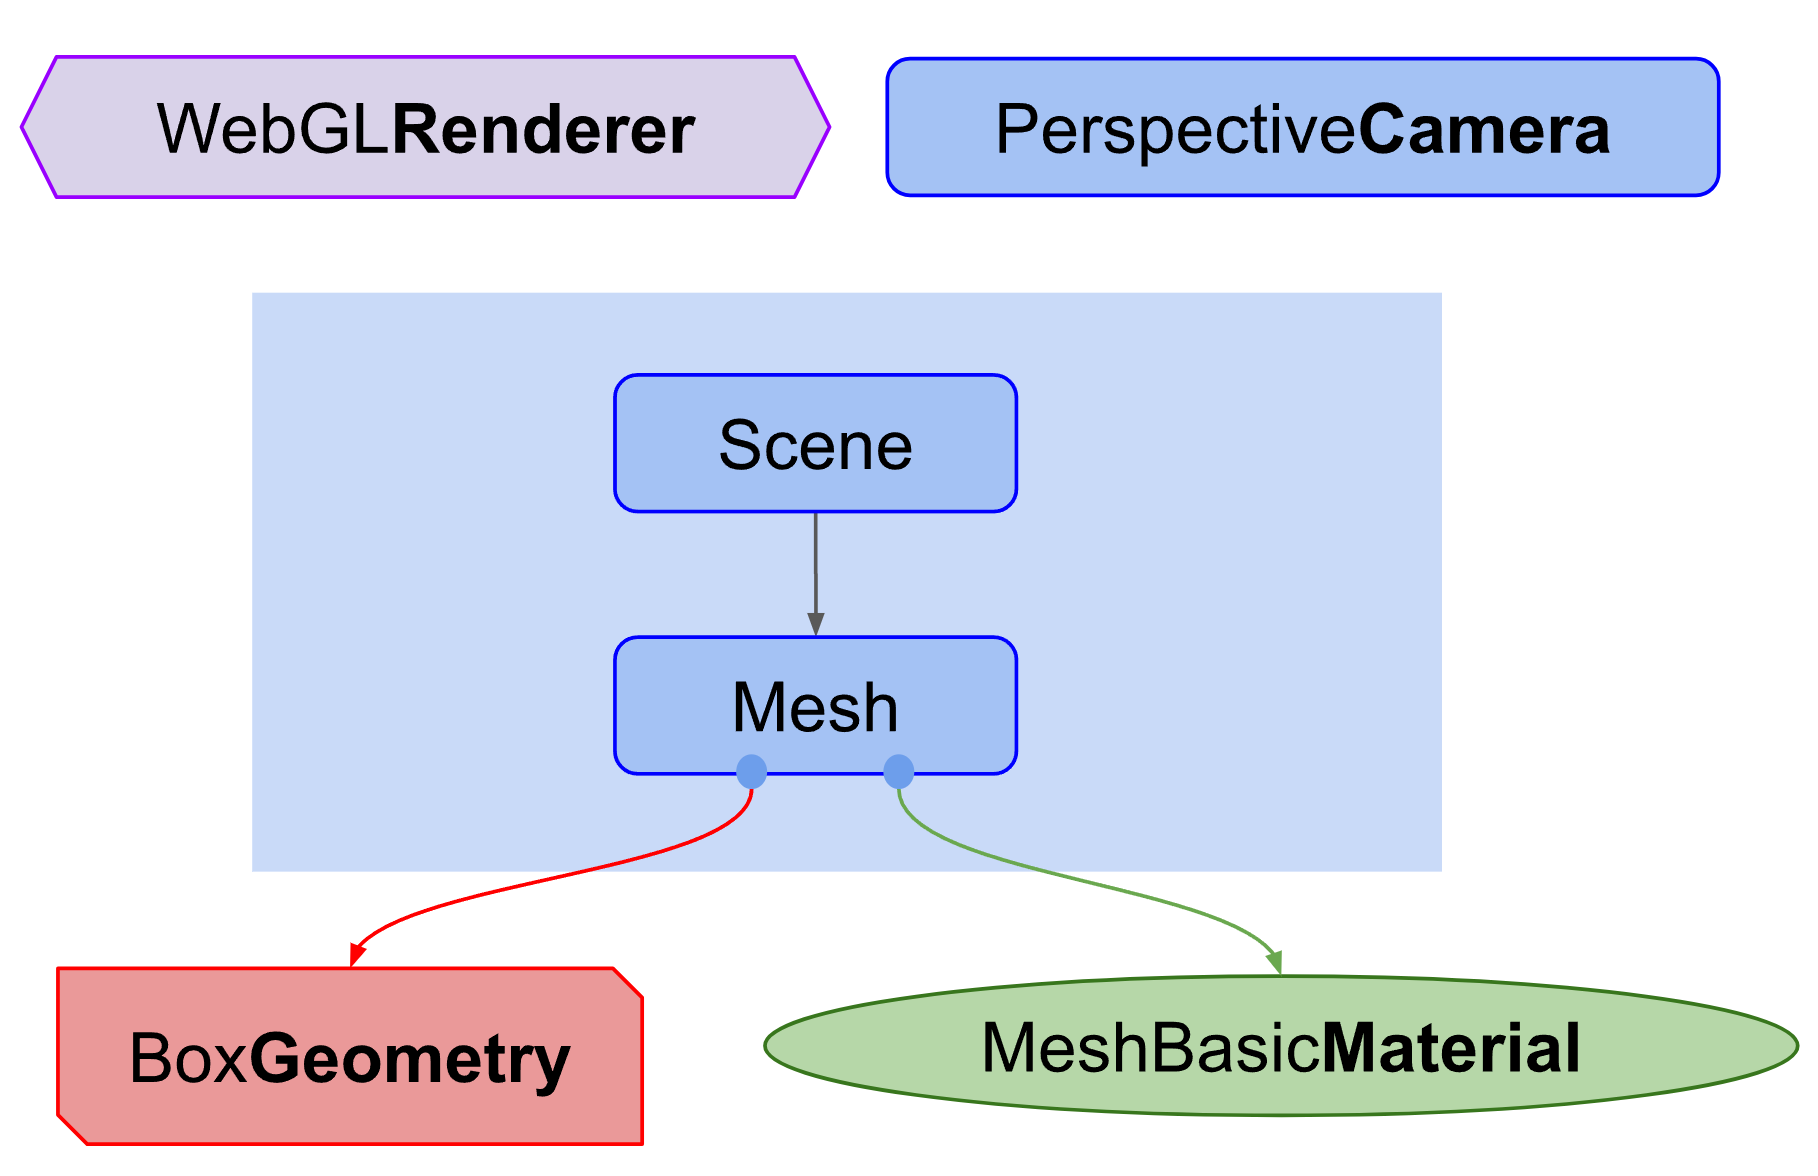 WebGLRenderer
PerspectiveCamera
Scene
Mesh
BoxGeometry
MeshBasicMaterial